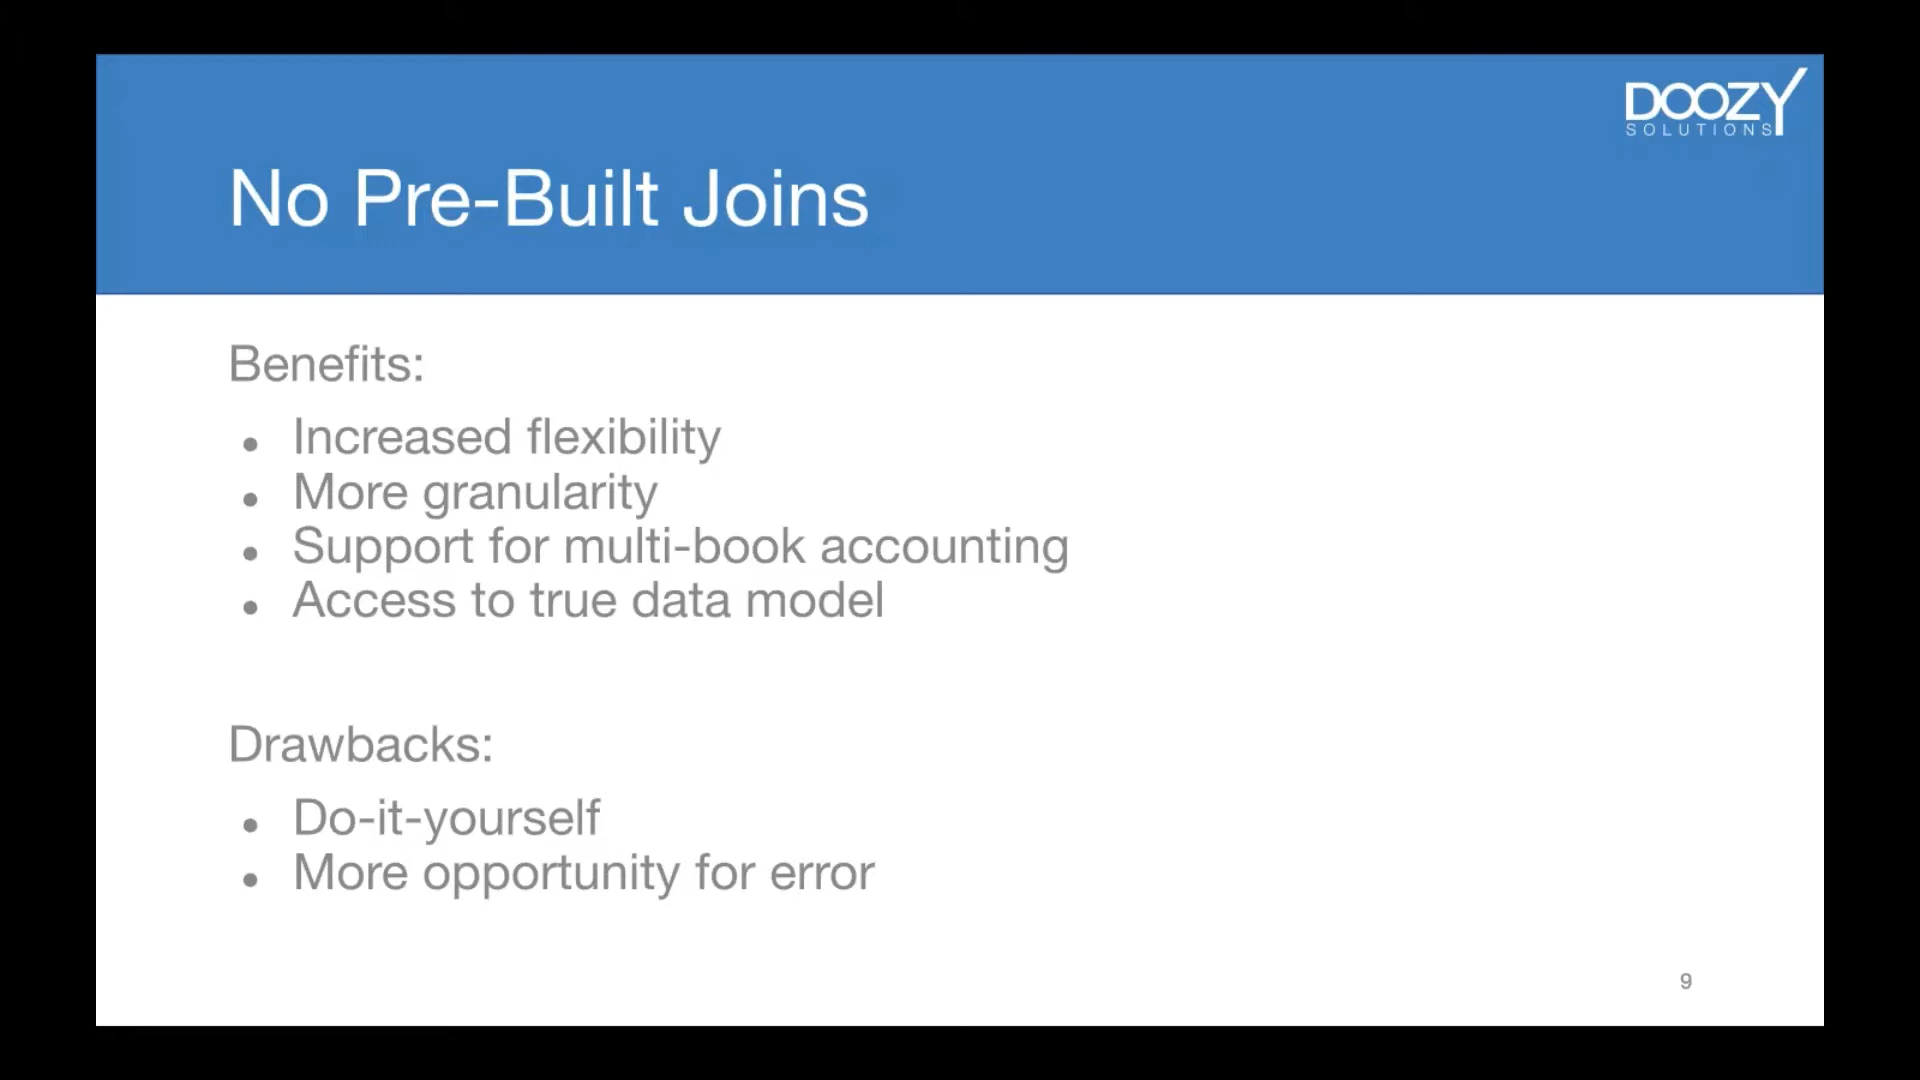 DOOZY
SOLUTIONS
No Pre-Built Joins
Benefits:
• Increased flexibility
• More granularity
• Support for multi-book accounting
• Access to true data model
Drawbacks:
• Do-it-yourself
• More opportunity for error
9